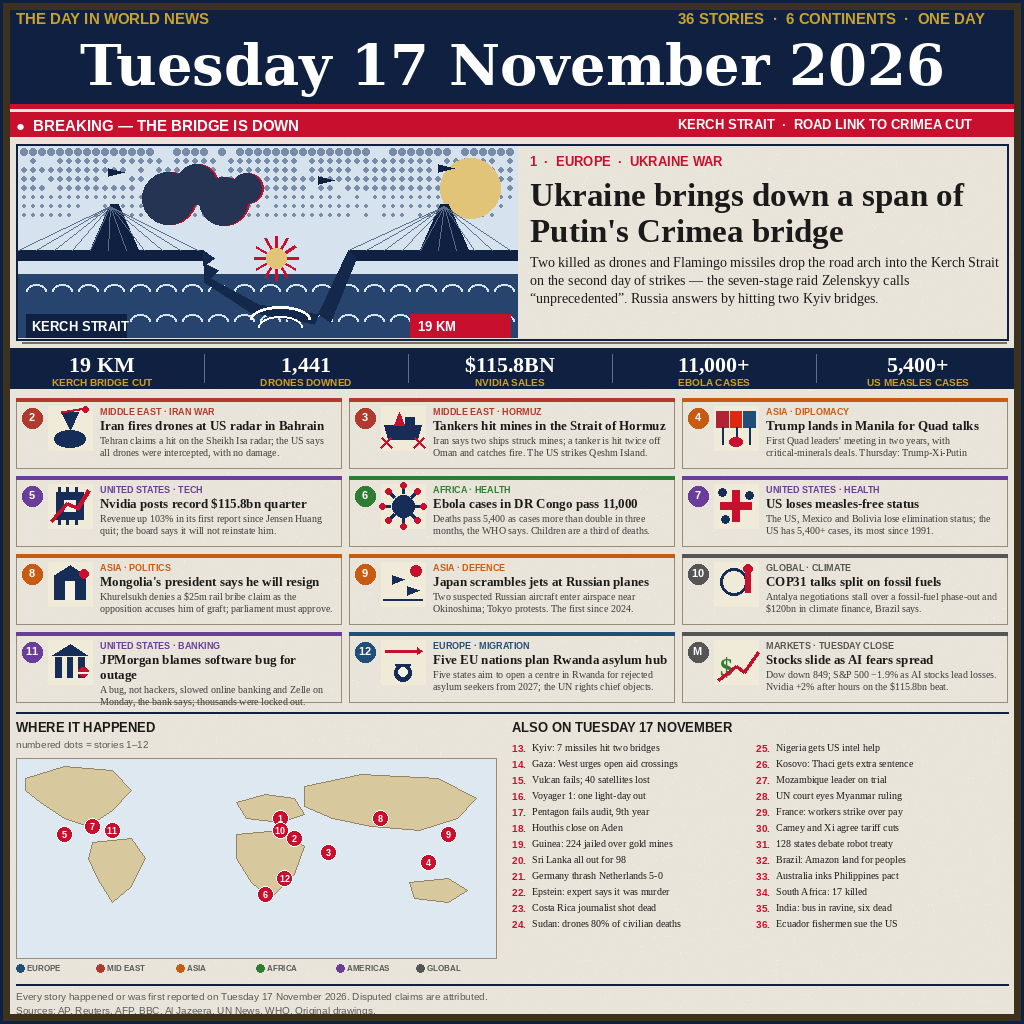 THE DAY IN WORLD NEWS
36 STORIES · 6 CONTINENTS · ONE DAY
Tuesday 17 November 2026
● BREAKING — THE BRIDGE IS DOWN
KERCH STRAIT · ROAD LINK TO CRIMEA CUT
KERCH STRAIT
19 KM
1 · EUROPE · UKRAINE WAR
Ukraine brings down a span of
Putin's Crimea bridge
Two killed as drones and Flamingo missiles drop the road arch into the Kerch Strait
on the second day of strikes — the seven-stage raid Zelenskyy calls
“unprecedented”. Russia answers by hitting two Kyiv bridges.
19 KM
KERCH BRIDGE CUT
1,441
DRONES DOWNED
$115.8BN
NVIDIA SALES
11,000+
EBOLA CASES
5,400+
US MEASLES CASES
2
MIDDLE EAST · IRAN WAR
Iran fires drones at US radar in Bahrain
Tehran claims a hit on the Sheikh Isa radar; the US says
all drones were intercepted, with no damage.
3
MIDDLE EAST · HORMUZ
Tankers hit mines in the Strait of Hormuz
Iran says two ships struck mines; a tanker is hit twice off
Oman and catches fire. The US strikes Qeshm Island.
4
ASIA · DIPLOMACY
Trump lands in Manila for Quad talks
First Quad leaders' meeting in two years, with
critical-minerals deals. Thursday: Trump-Xi-Putin
5
UNITED STATES · TECH
Nvidia posts record $115.8bn quarter
Revenue up 103% in its first report since Jensen Huang
quit; the board says it will not reinstate him.
6
AFRICA · HEALTH
Ebola cases in DR Congo pass 11,000
Deaths pass 5,400 as cases more than double in three
months, the WHO says. Children are a third of deaths.
7
UNITED STATES · HEALTH
US loses measles-free status
The US, Mexico and Bolivia lose elimination status; the
US has 5,400+ cases, its most since 1991.
8
ASIA · POLITICS
Mongolia's president says he will resign
Khurelsukh denies a $25m rail bribe claim as the
opposition accuses him of graft; parliament must approve.
9
ASIA · DEFENCE
Japan scrambles jets at Russian planes
Two suspected Russian aircraft enter airspace near
Okinoshima; Tokyo protests. The first since 2024.
10
GLOBAL · CLIMATE
COP31 talks split on fossil fuels
Antalya negotiations stall over a fossil-fuel phase-out and
$120bn in climate finance, Brazil says.
11
UNITED STATES · BANKING
JPMorgan blames software bug for
outage
A bug, not hackers, slowed online banking and Zelle on
Monday, the bank says; thousands were locked out.
12
EUROPE · MIGRATION
Five EU nations plan Rwanda asylum hub
Five states aim to open a centre in Rwanda for rejected
asylum seekers from 2027; the UN rights chief objects.
M
$
MARKETS · TUESDAY CLOSE
Stocks slide as AI fears spread
Dow down 849; S&P 500 −1.9% as AI stocks lead losses.
Nvidia +2% after hours on the $115.8bn beat.
WHERE IT HAPPENED
numbered dots = stories 1–12
1
10
2
8
7
5
11
9
3
4
12
6
EUROPE
MID EAST
ASIA
AFRICA
AMERICAS
GLOBAL
ALSO ON TUESDAY 17 NOVEMBER
13. Kyiv: 7 missiles hit two bridges
14. Gaza: West urges open aid crossings
15. Vulcan fails; 40 satellites lost
16. Voyager 1: one light-day out
17. Pentagon fails audit, 9th year
18. Houthis close on Aden
19. Guinea: 224 jailed over gold mines
20. Sri Lanka all out for 98
21. Germany thrash Netherlands 5-0
22. Epstein: expert says it was murder
23. Costa Rica journalist shot dead
24. Sudan: drones 80% of civilian deaths
25. Nigeria gets US intel help
26. Kosovo: Thaci gets extra sentence
27. Mozambique leader on trial
28. UN court eyes Myanmar ruling
29. France: workers strike over pay
30. Carney and Xi agree tariff cuts
31. 128 states debate robot treaty
32. Brazil: Amazon land for peoples
33. Australia inks Philippines pact
34. South Africa: 17 killed
35. India: bus in ravine, six dead
36. Ecuador fishermen sue the US
Every story happened or was first reported on Tuesday 17 November 2026. Disputed claims are attributed.
Sources: AP, Reuters, AFP, BBC, Al Jazeera, UN News, WHO. Original drawings.